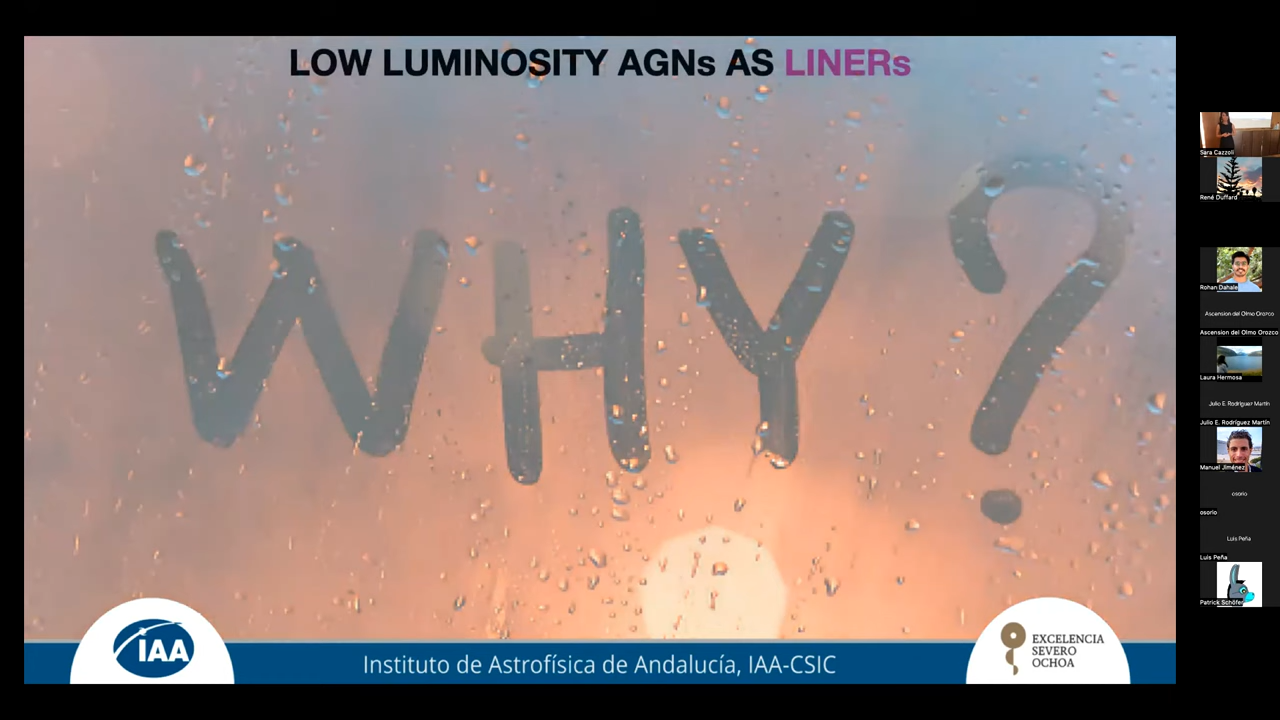 LOW LUMINOSITY AGNs AS LINERs
WHY?
IAA
Instituto de Astrofísica de Andalucía, IAA-CSIC
EXCELENCIA
SEVERO
OCHOA
Sara Cazzoli
René Duffard
Rohan Dahale
Ascension del Olmo Orozco
Ascension del Olmo Orozco
Laura Hermosa
Julio E. Rodríguez Martín
Julio E. Rodríguez Martín
Manuel Jiménez
osorio
osorio
Luis Peña
Luis Peña
Patrick Schöfer